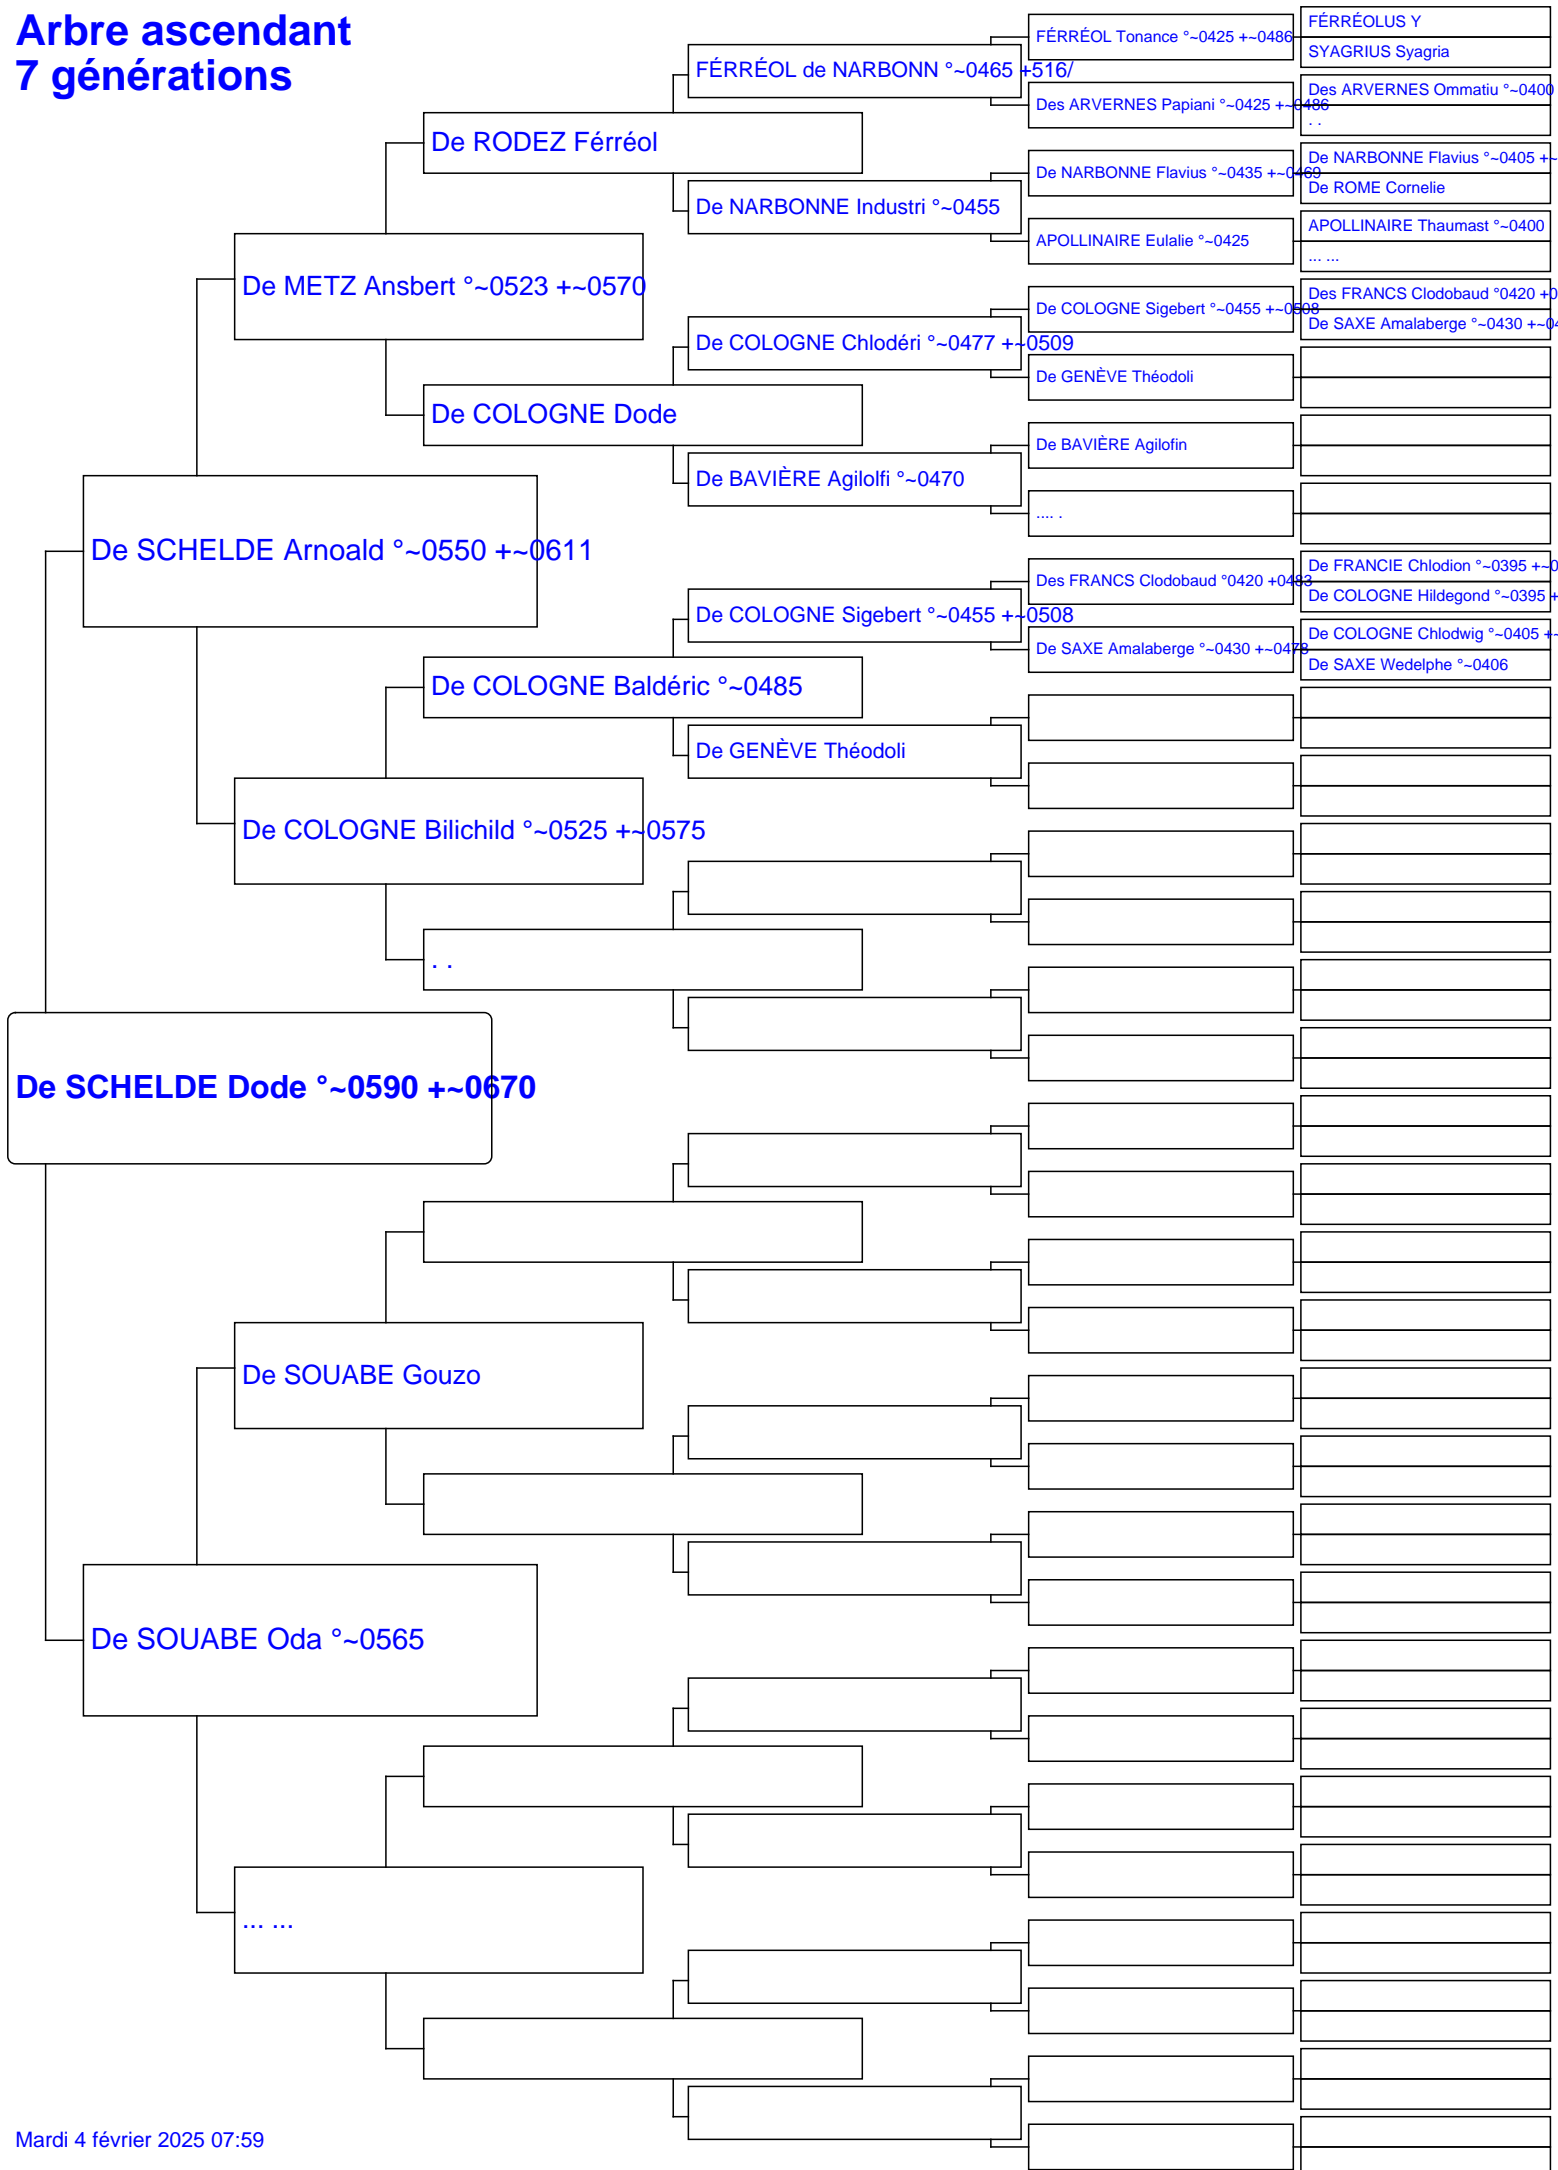 Arbre ascendant
7 générations
FÉRRÉOLUS Y
FÉRRÉOL Tonance °~0425 +~0486
SYAGRIUS Syagria
FÉRRÉOL de NARBONN °~0465 +516/
Des ARVERNES Ommatiu °~0400
Des ARVERNES Papiani °~0425 +~0486
. .
De RODEZ Férréol
De NARBONNE Flavius °~0405 +~
De NARBONNE Flavius °~0435 +~0469
De ROME Cornelie
De NARBONNE Industri °~0455
APOLLINAIRE Thaumast °~0400
APOLLINAIRE Eulalie °~0425
... ...
De METZ Ansbert °~0523 +~0570
Des FRANCS Clodobaud °0420 +0
De COLOGNE Sigebert °~0455 +~0508
De SAXE Amalaberge °~0430 +~04
De COLOGNE Chlodéri °~0477 +~0509
De GENÈVE Théodoli
De COLOGNE Dode
De BAVIÈRE Agilofin
De BAVIÈRE Agilolfi °~0470
.... .
De SCHELDE Arnoald °~0550 +~0611
De FRANCIE Chlodion °~0395 +~0
Des FRANCS Clodobaud °0420 +0483
De COLOGNE Hildegond °~0395 +
De COLOGNE Sigebert °~0455 +~0508
De COLOGNE Chlodwig °~0405 +~
De SAXE Amalaberge °~0430 +~0478
De SAXE Wedelphe °~0406
De COLOGNE Baldéric °~0485
De GENÈVE Théodoli
De COLOGNE Bilichild °~0525 +~0575
. .
De SCHELDE Dode °~0590 +~0670
De SOUABE Gouzo
De SOUABE Oda °~0565
... ...
Mardi 4 février 2025 07:59